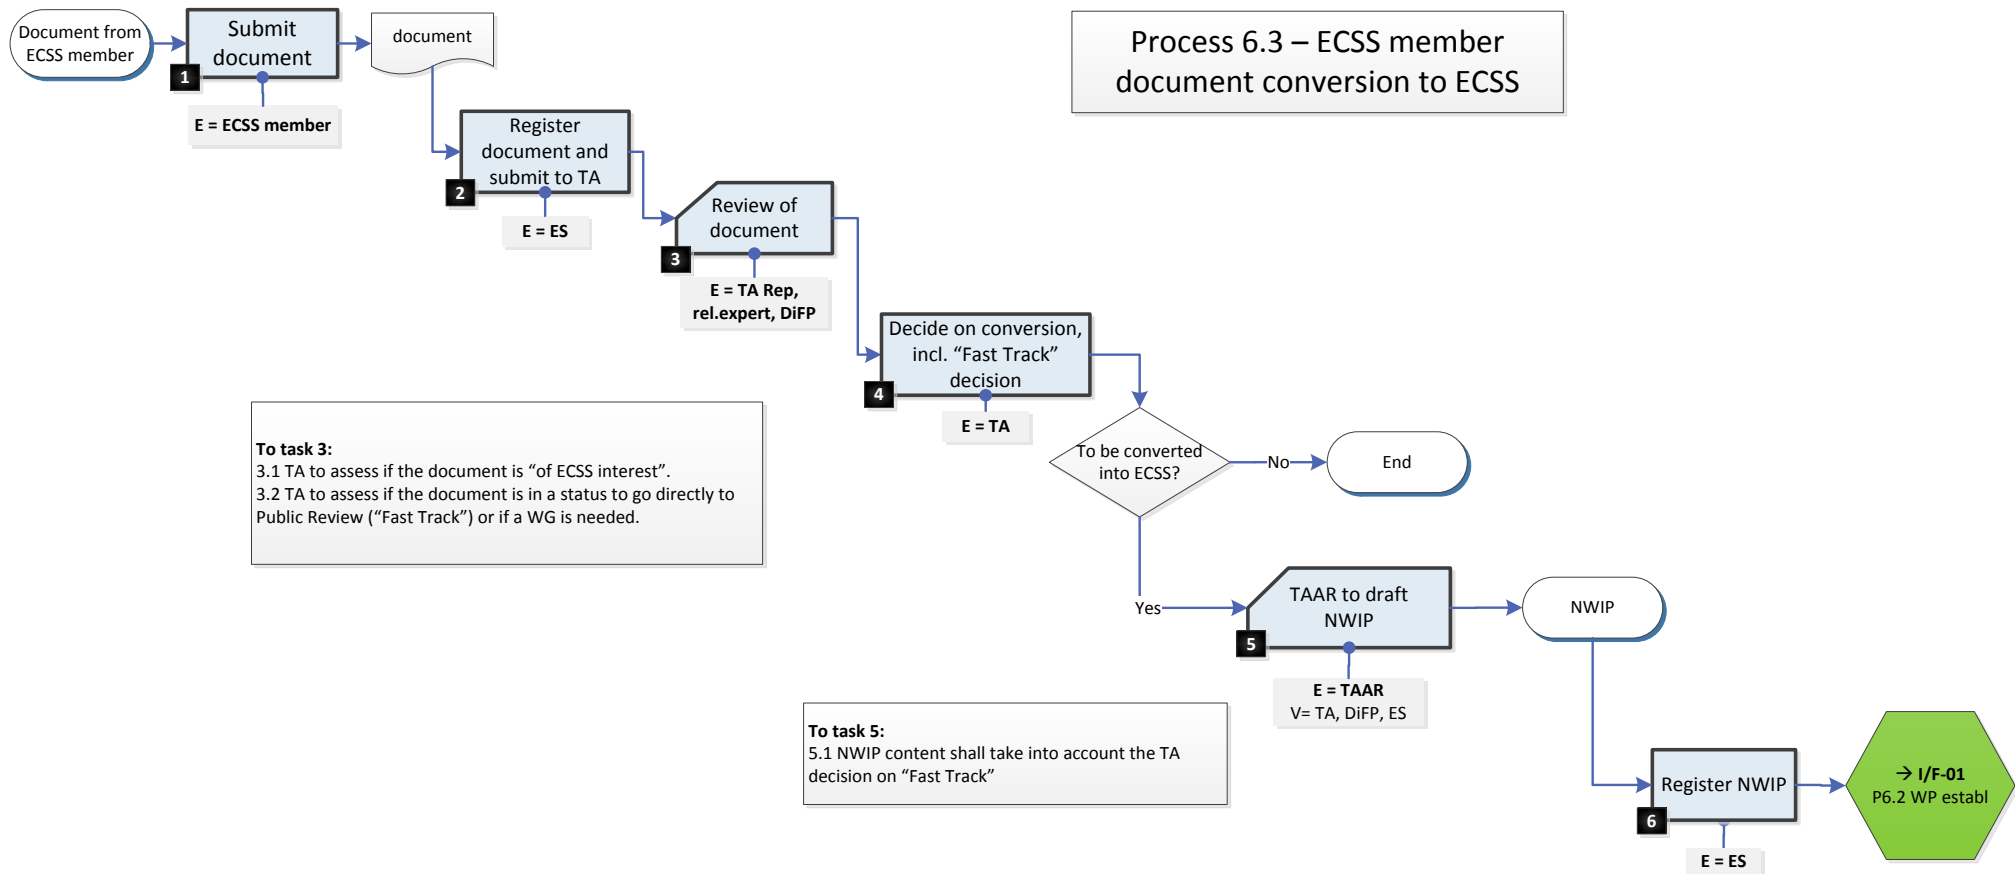 Document from
ECSS member
Submit
document
1
E = ECSS member
document
Process 6.3 – ECSS member
document conversion to ECSS
Register
document and
submit to TA
2
E = ES
Review of
document
3
E = TA Rep,
rel.expert, DiFP
Decide on conversion,
incl. “Fast Track”
decision
4
E = TA
To be converted
into ECSS?
No
End
Yes
To task 3:
3.1 TA to assess if the document is “of ECSS interest”.
3.2 TA to assess if the document is in a status to go directly to
Public Review (“Fast Track”) or if a WG is needed.
TAAR to draft
NWIP
5
E = TAAR
V= TA, DiFP, ES
NWIP
To task 5:
5.1 NWIP content shall take into account the TA
decision on “Fast Track”
Register NWIP
6
E = ES
→ I/F-01
P6.2 WP establ